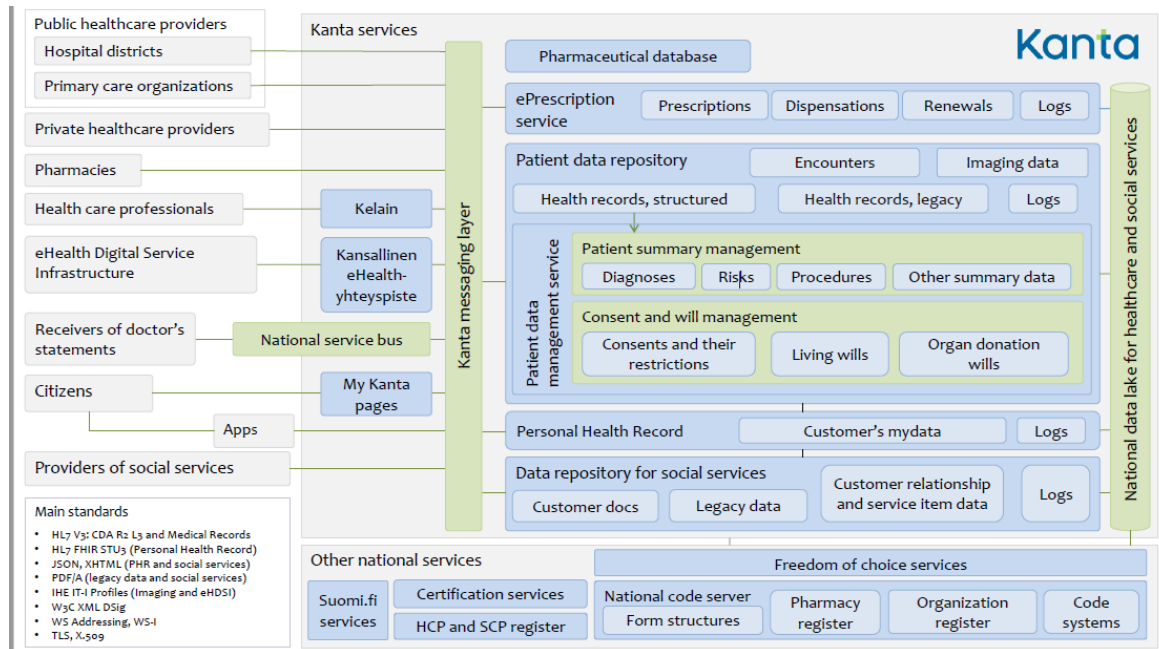 Public healthcare providers
Hospital districts
Primary care organizations
Private healthcare providers
Pharmacies
Health care professionals
eHealth Digital Service
Infrastructure
Receivers of doctor's
statements
Citizens
Apps
Providers of social services
Main standards
• HL7 V3: CDA R2 L3 and Medical Records
• HL7 FHIR STU3 (Personal Health Record)
• JSON, XHTML (PHR and social services)
• PDF/A (legacy data and social services)
• IHE IT-I Profiles (Imaging and eHDSI)
• W3C XML DSig
• WS Addressing, WS-I
• TLS, X.509
Kanta services
Kelain
Kansallinen
eHealth-
yhteyspiste
National service bus
My Kanta
pages
Kanta messaging layer
Kanta
Pharmaceutical database
ePrescription
service
Prescriptions
Dispensations
Renewals
Logs
Patient data repository
Encounters
Imaging data
Health records, structured
Health records, legacy
Logs
Patient data
management service
Patient summary management
Diagnoses
Risks
Procedures
Other summary data
Consent and will management
Consents and their
restrictions
Living wills
Organ donation
wills
Personal Health Record
Customer's mydata
Logs
Data repository for social services
Customer docs
Legacy data
Customer relationship
and service item data
Logs
National data lake for healthcare and social services
Other national services
Suomi.fi
services
Certification services
HCP and SCP register
Freedom of choice services
National code server
Form structures
Pharmacy
register
Organization
register
Code
systems